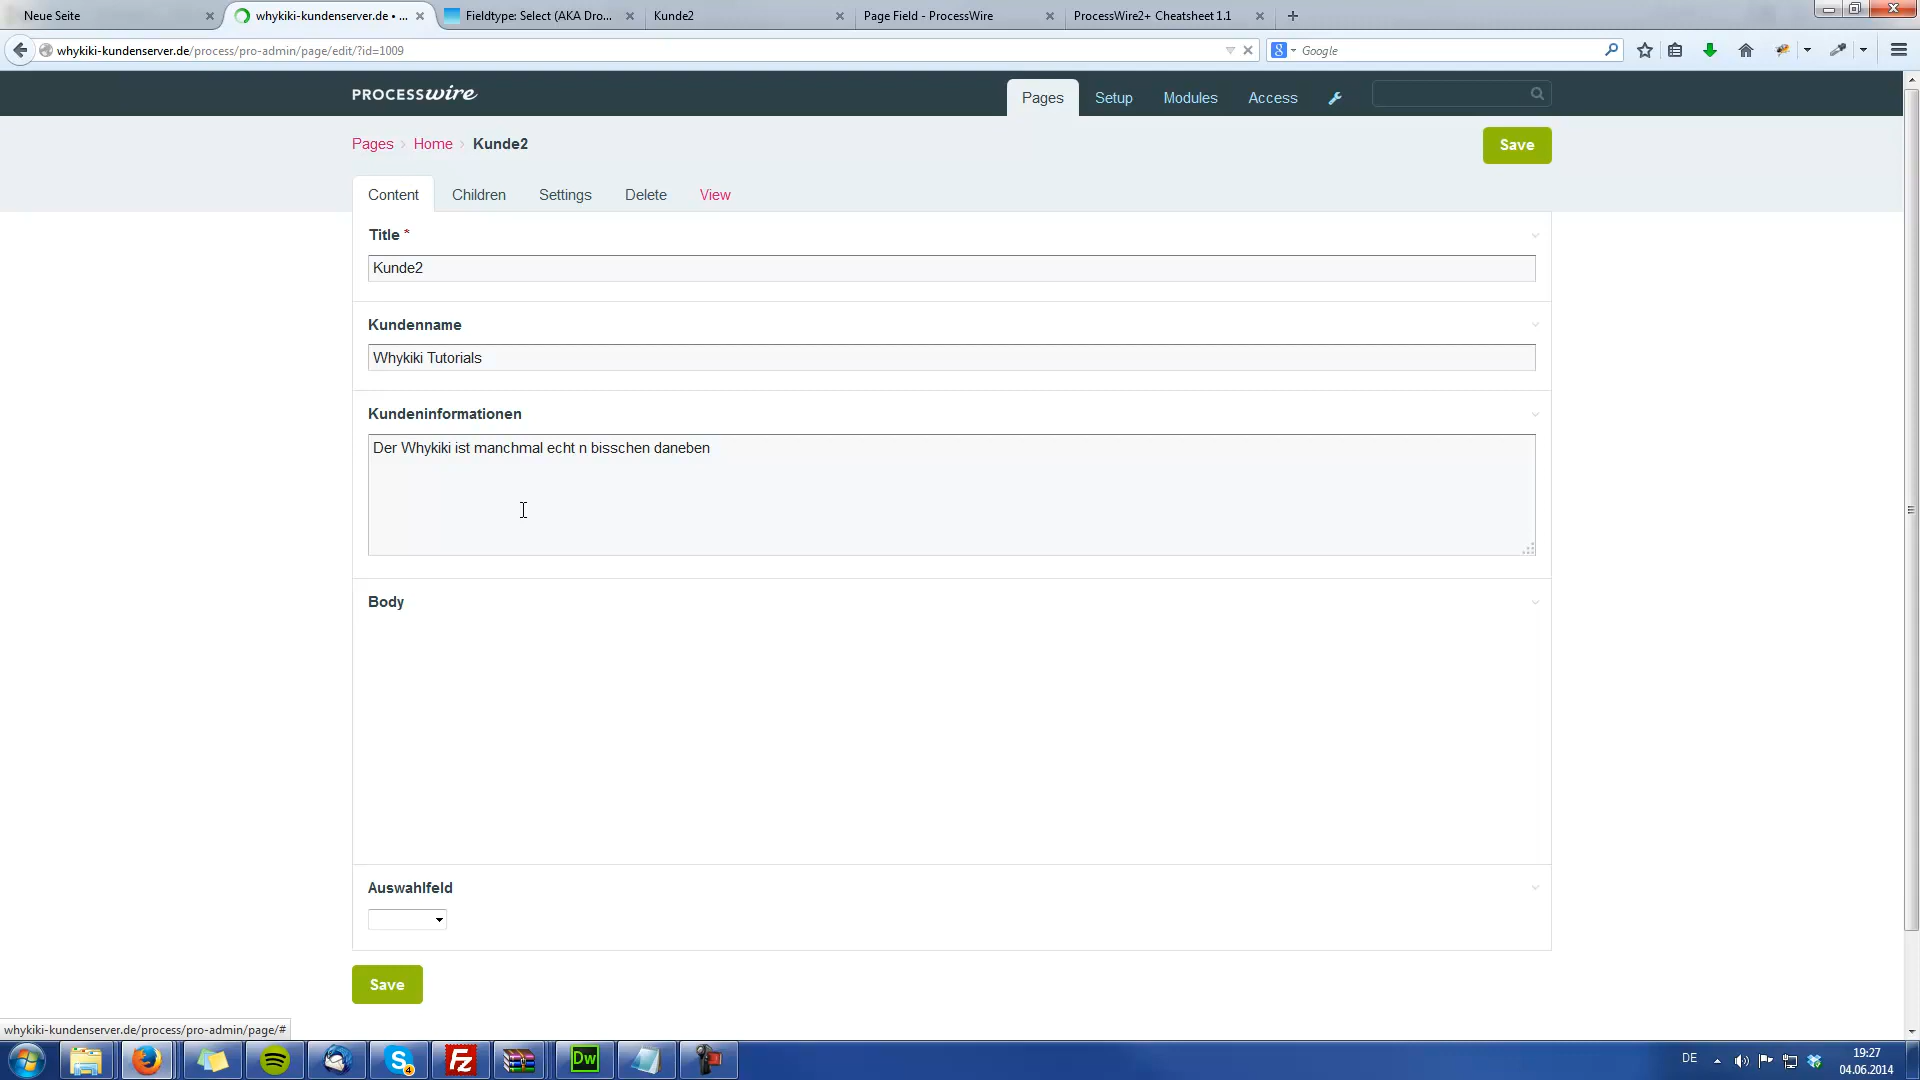 Neue Seite
whykiki-kundenserver.de • ...
Fieldtype: Select (AKA Dro...
Kunde2
Page Field - ProcessWire
ProcessWire2+ Cheatsheet 1.1
whykiki-kundenserver.de/process/pro-admin/page/edit/?id=1009
Google
PROCESSwire
Pages
Setup
Modules
Access
Pages › Home › Kunde2
Save
Content
Children
Settings
Delete
View
Title *
Kunde2
Kundenname
Whykiki Tutorials
Kundeninformationen
Der Whykiki ist manchmal echt n bisschen daneben
Body
Auswahlfeld
Save
whykiki-kundenserver.de/process/pro-admin/page/#
DE
19:27
04.06.2014